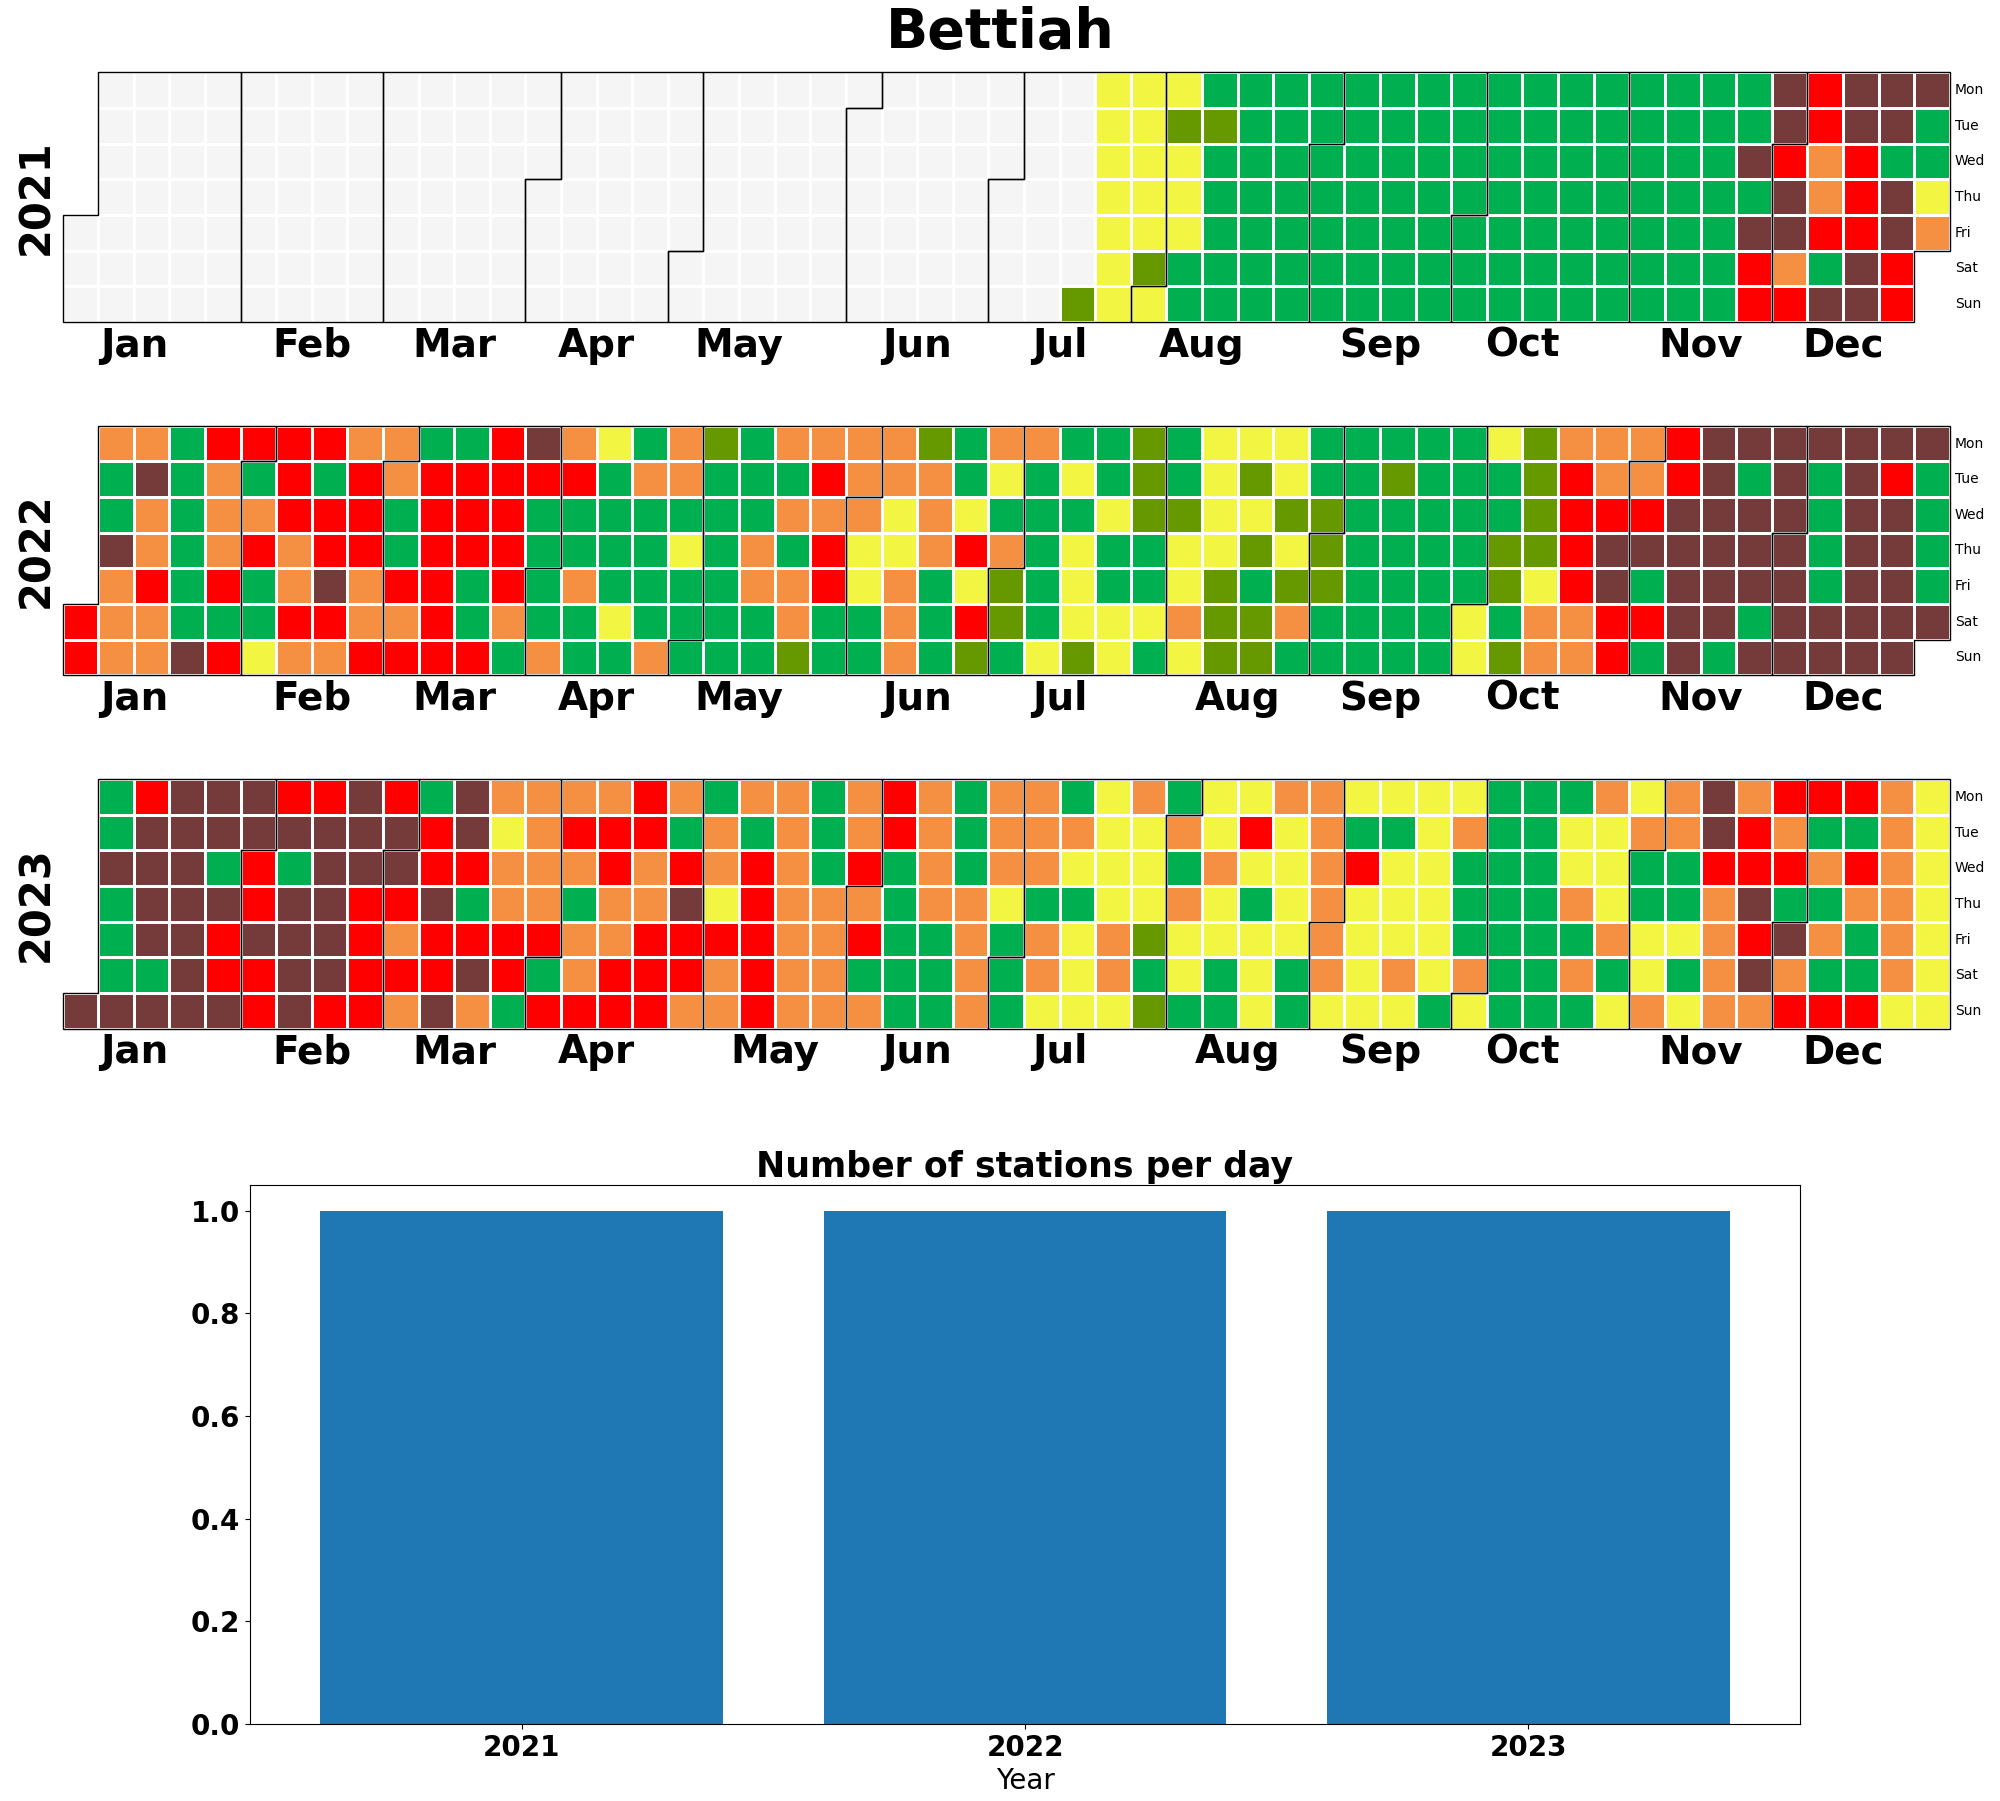 Bettiah
2021
Mon
Tue
Wed
Thu
Fri
Sat
Sun
Jan Feb Mar Apr May Jun Jul Aug Sep Oct Nov Dec
2022
Mon
Tue
Wed
Thu
Fri
Sat
Sun
Jan Feb Mar Apr May Jun Jul Aug Sep Oct Nov Dec
2023
Mon
Tue
Wed
Thu
Fri
Sat
Sun
Jan Feb Mar Apr May Jun Jul Aug Sep Oct Nov Dec
Number of stations per day
1.0
0.8
0.6
0.4
0.2
0.0
2021 2022 2023
Year